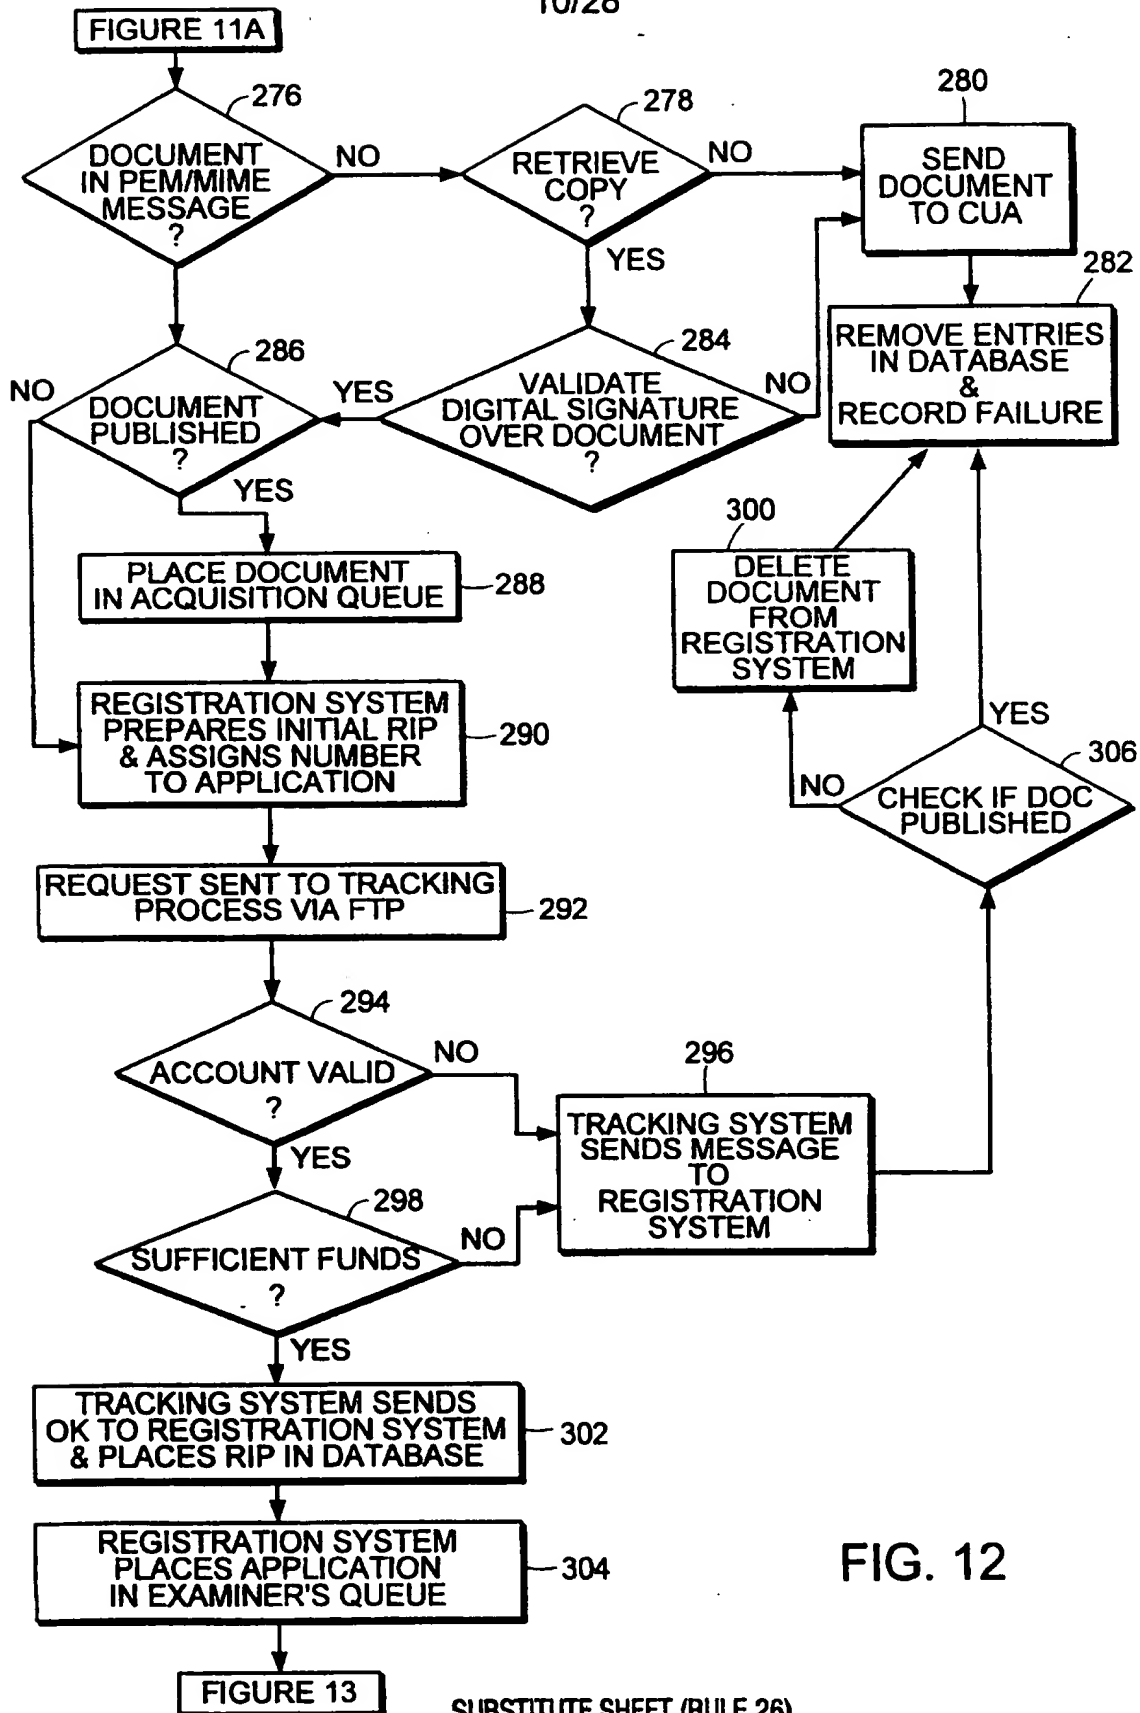 10/28
FIGURE 11A
276
DOCUMENT
IN PEM/MIME
MESSAGE
?
NO
278
RETRIEVE
COPY
?
NO
YES
280
SEND
DOCUMENT
TO CUA
282
REMOVE ENTRIES
IN DATABASE
&
RECORD FAILURE
284
VALIDATE
DIGITAL SIGNATURE
OVER DOCUMENT
?
NO
YES
286
DOCUMENT
PUBLISHED
?
NO
YES
PLACE DOCUMENT
IN ACQUISITION QUEUE
288
REGISTRATION SYSTEM
PREPARES INITIAL RIP
& ASSIGNS NUMBER
TO APPLICATION
290
300
DELETE
DOCUMENT
FROM
REGISTRATION
SYSTEM
YES
306
NO
CHECK IF DOC
PUBLISHED
REQUEST SENT TO TRACKING
PROCESS VIA FTP
292
294
ACCOUNT VALID
?
NO
YES
296
TRACKING SYSTEM
SENDS MESSAGE
TO
REGISTRATION
SYSTEM
298
SUFFICIENT FUNDS
?
NO
YES
TRACKING SYSTEM SENDS
OK TO REGISTRATION SYSTEM
& PLACES RIP IN DATABASE
302
REGISTRATION SYSTEM
PLACES APPLICATION
IN EXAMINER'S QUEUE
304
FIGURE 13
FIG. 12
SUBSTITUTE SHEET (RULE 26)